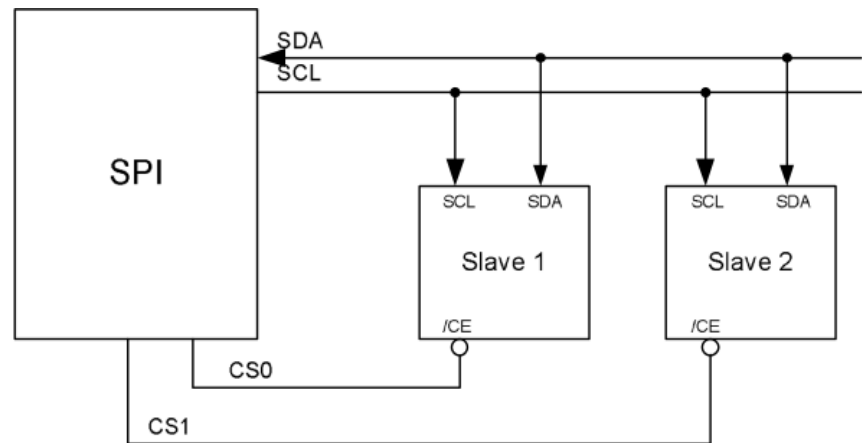 SDA
SCL
SPI
SCL SDA
SCL SDA
Slave 1
Slave 2
/CE
/CE
CS0
CS1